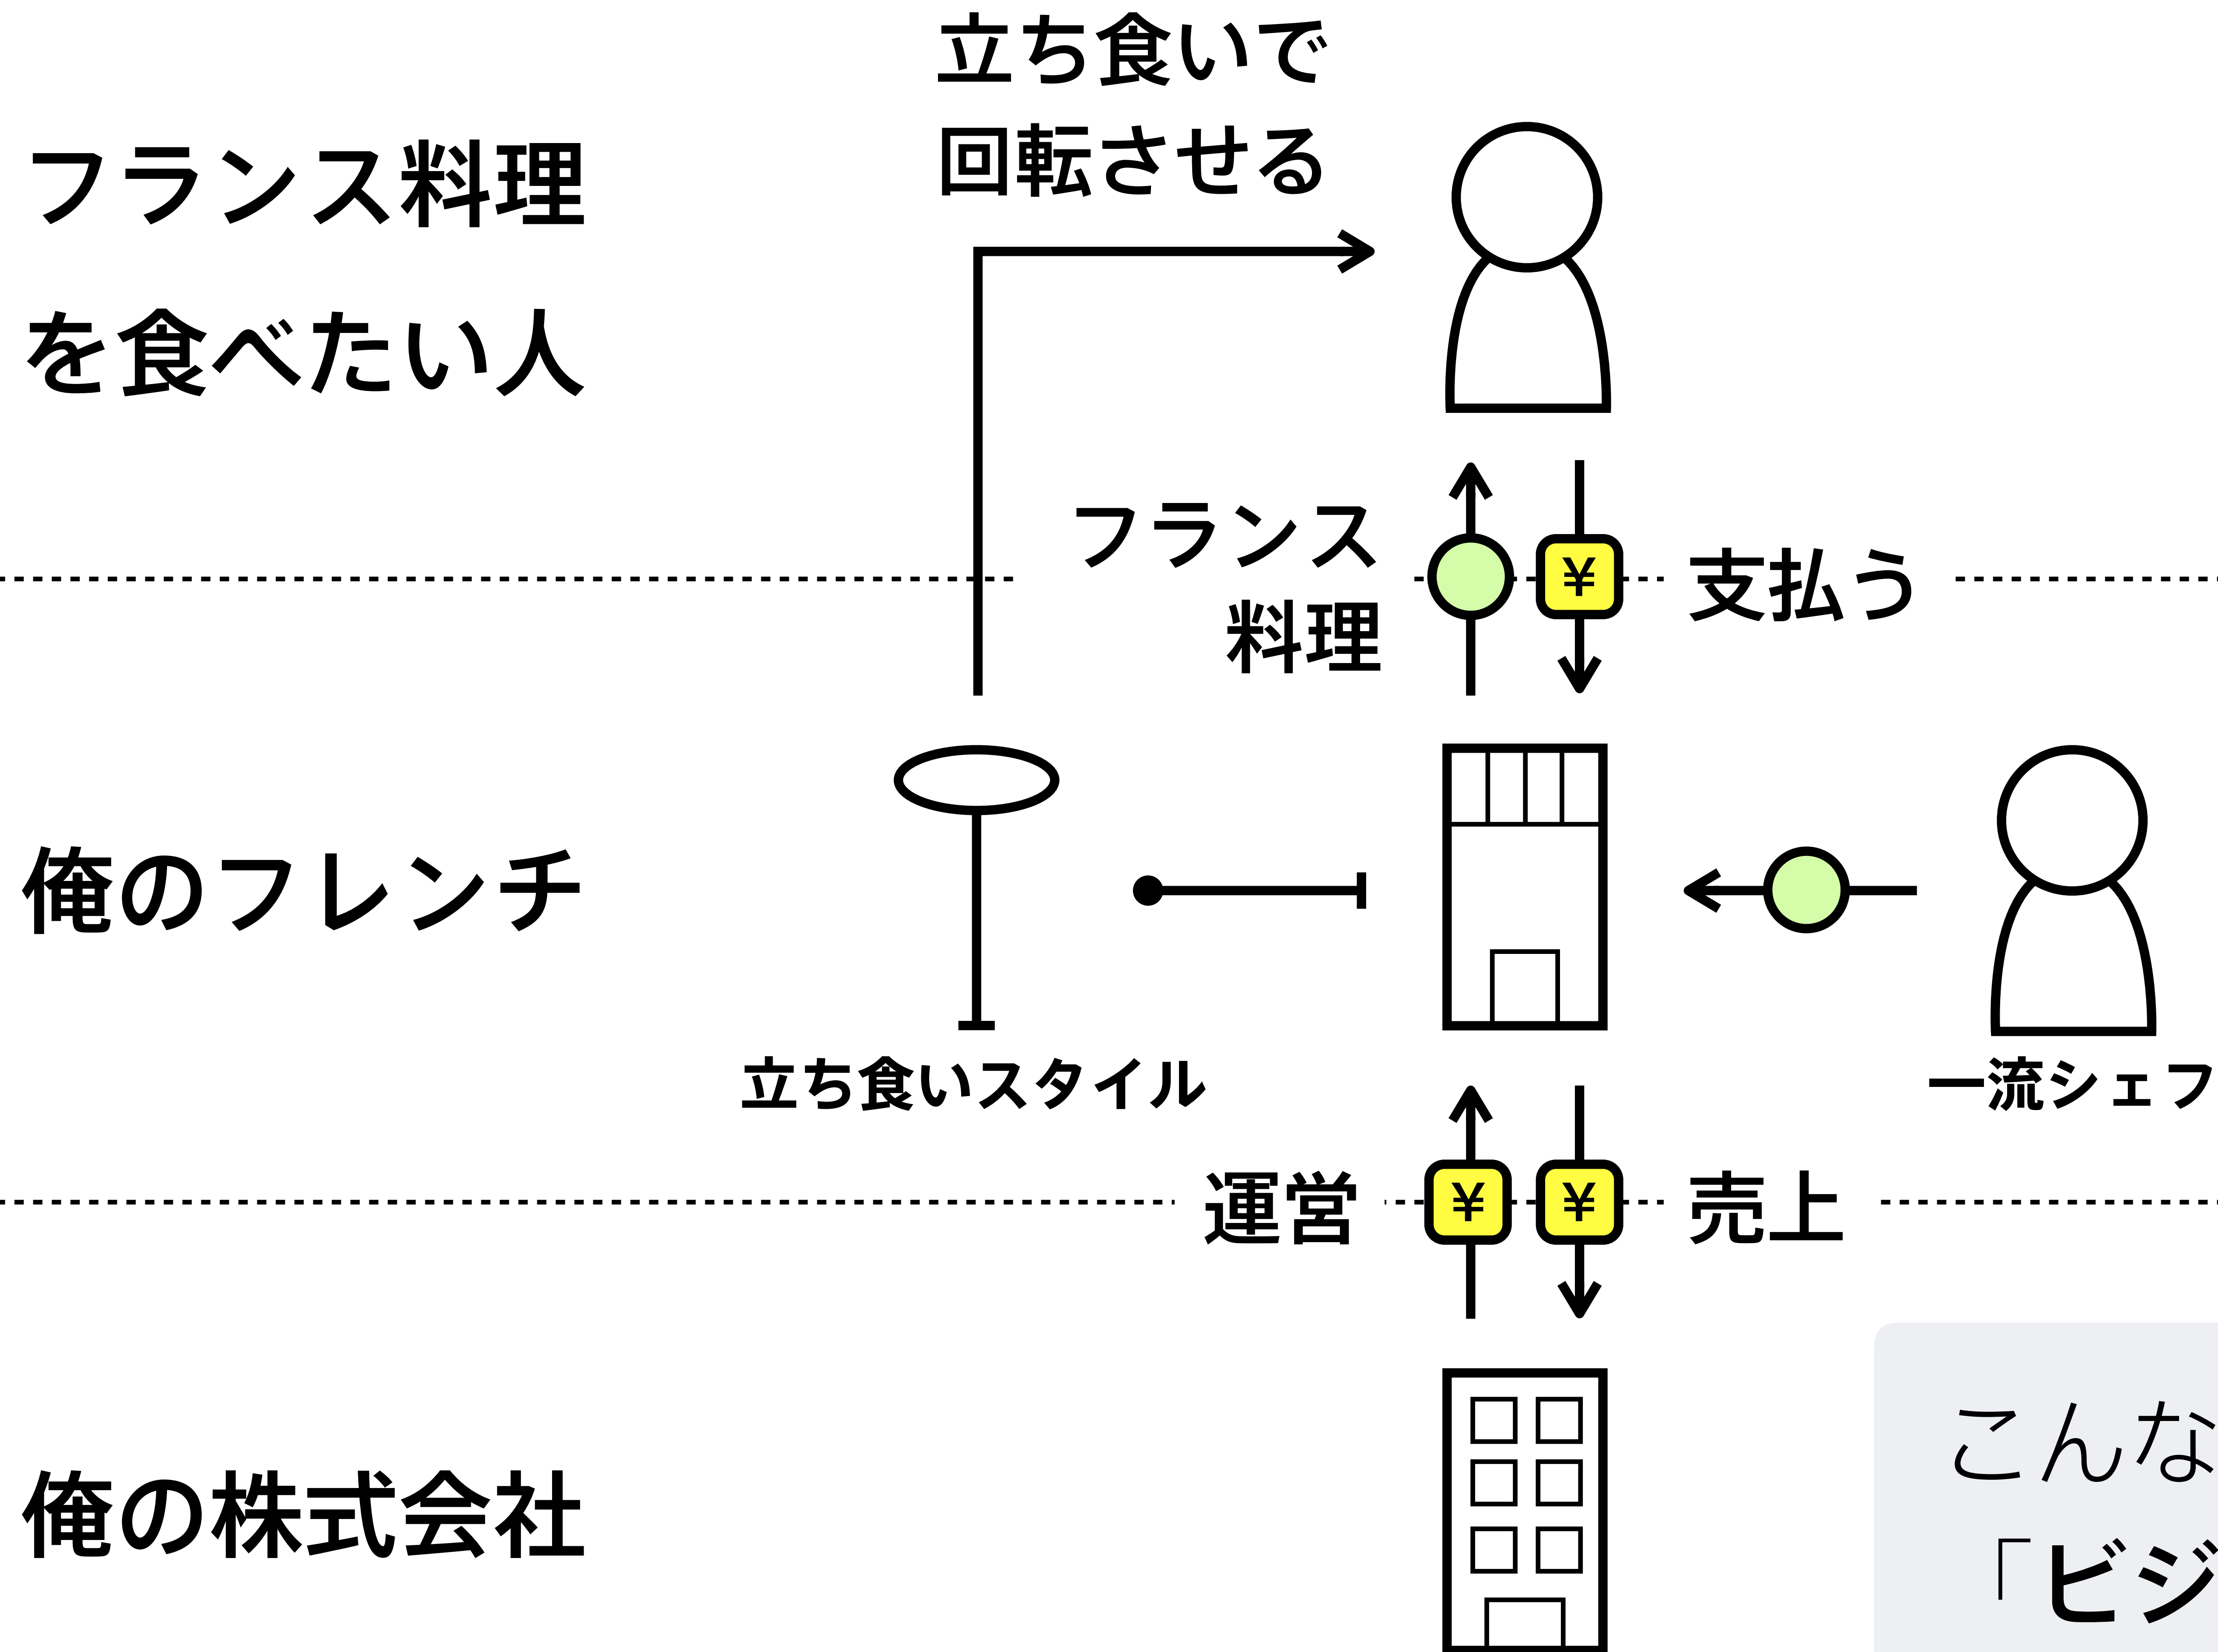 立ち食いで
回転させる
フランス料理
を食べたい人
フランス
料理
¥
支払う
俺のフレンチ
立ち食いスタイル
一流シェフ
運営
¥
¥
売上
俺の株式会社
こんな
「ビジ